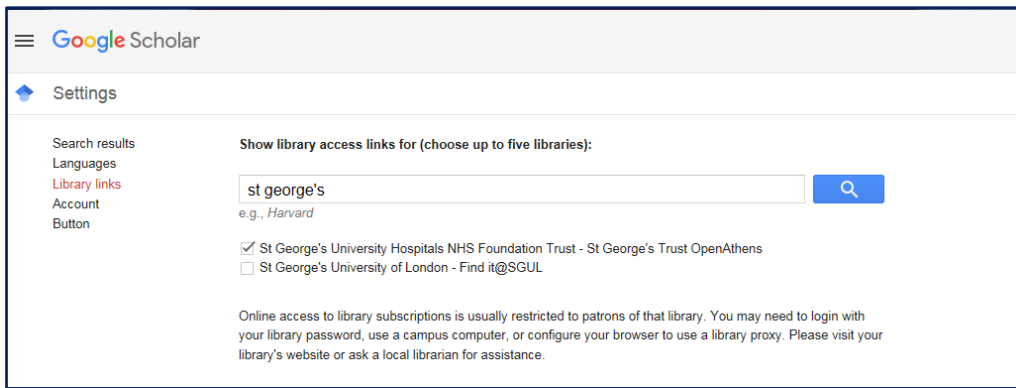 Google Scholar
Settings
Search results
Languages
Library links
Account
Button
Show library access links for (choose up to five libraries):
st george's
e.g., Harvard
St George's University Hospitals NHS Foundation Trust - St George's Trust OpenAthens
St George's University of London - Find it@SGUL
Online access to library subscriptions is usually restricted to patrons of that library. You may need to login with
your library password, use a campus computer, or configure your browser to use a library proxy. Please visit your
library's website or ask a local librarian for assistance.